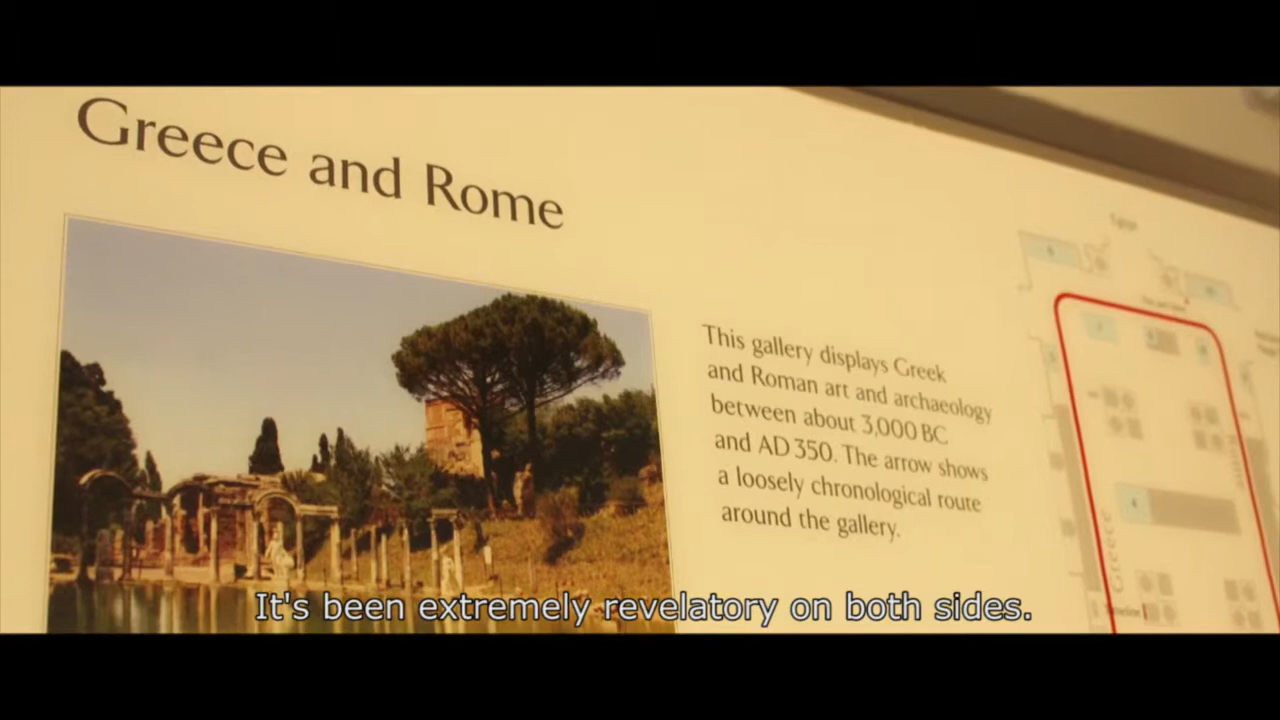 Greece and Rome
This gallery displays Greek
and Roman art and archaeology
between about 3,000 BC
and AD 350. The arrow shows
a loosely chronological route
around the gallery.
Greece
It's been extremely revelatory on both sides.